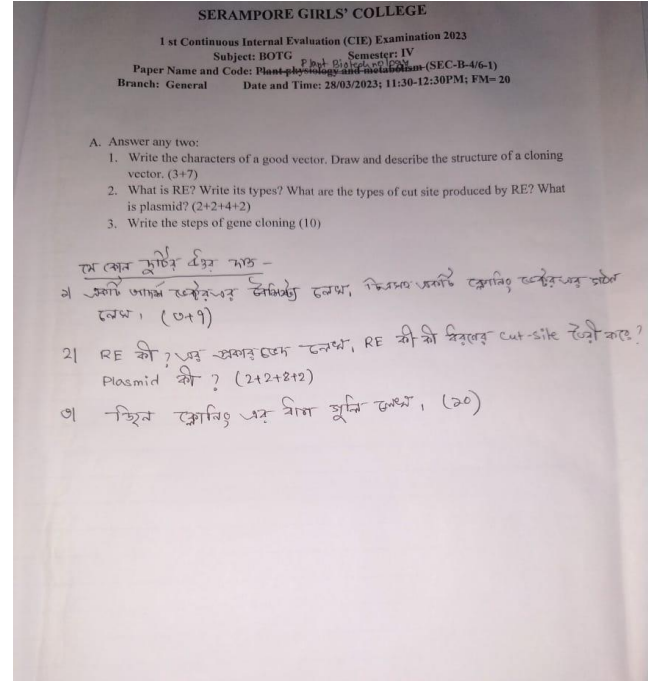 SERAMPORE GIRLS' COLLEGE
1 st Continuous Internal Evaluation (CIE) Examination 2023
Subject: BOTG Semester: IV
Plant Biotechnology
Paper Name and Code: Plant physiology and metabolism (SEC-B-4/6-1)
Branch: General Date and Time: 28/03/2023; 11:30-12:30PM; FM= 20
A. Answer any two:
1. Write the characters of a good vector. Draw and describe the structure of a cloning
vector. (3+7)
2. What is RE? Write its types? What are the types of cut site produced by RE? What
is plasmid? (2+2+4+2)
3. Write the steps of gene cloning (10)
যে কোন দুটির উত্তর দাও -
১। একটি আদর্শ ভেক্টরের বৈশিষ্ট্য লেখ, চিত্রসহ একটি ক্লোনিং ভেক্টরের গঠন
লেখ। (৩+৭)
২। RE কী? এর প্রকারভেদ লেখ, RE কী কী ধরনের cut-site তৈরী করে?
Plasmid কী? (২+২+৪+২)
৩। জিন ক্লোনিং এর ধাপ গুলি লেখ। (১০)